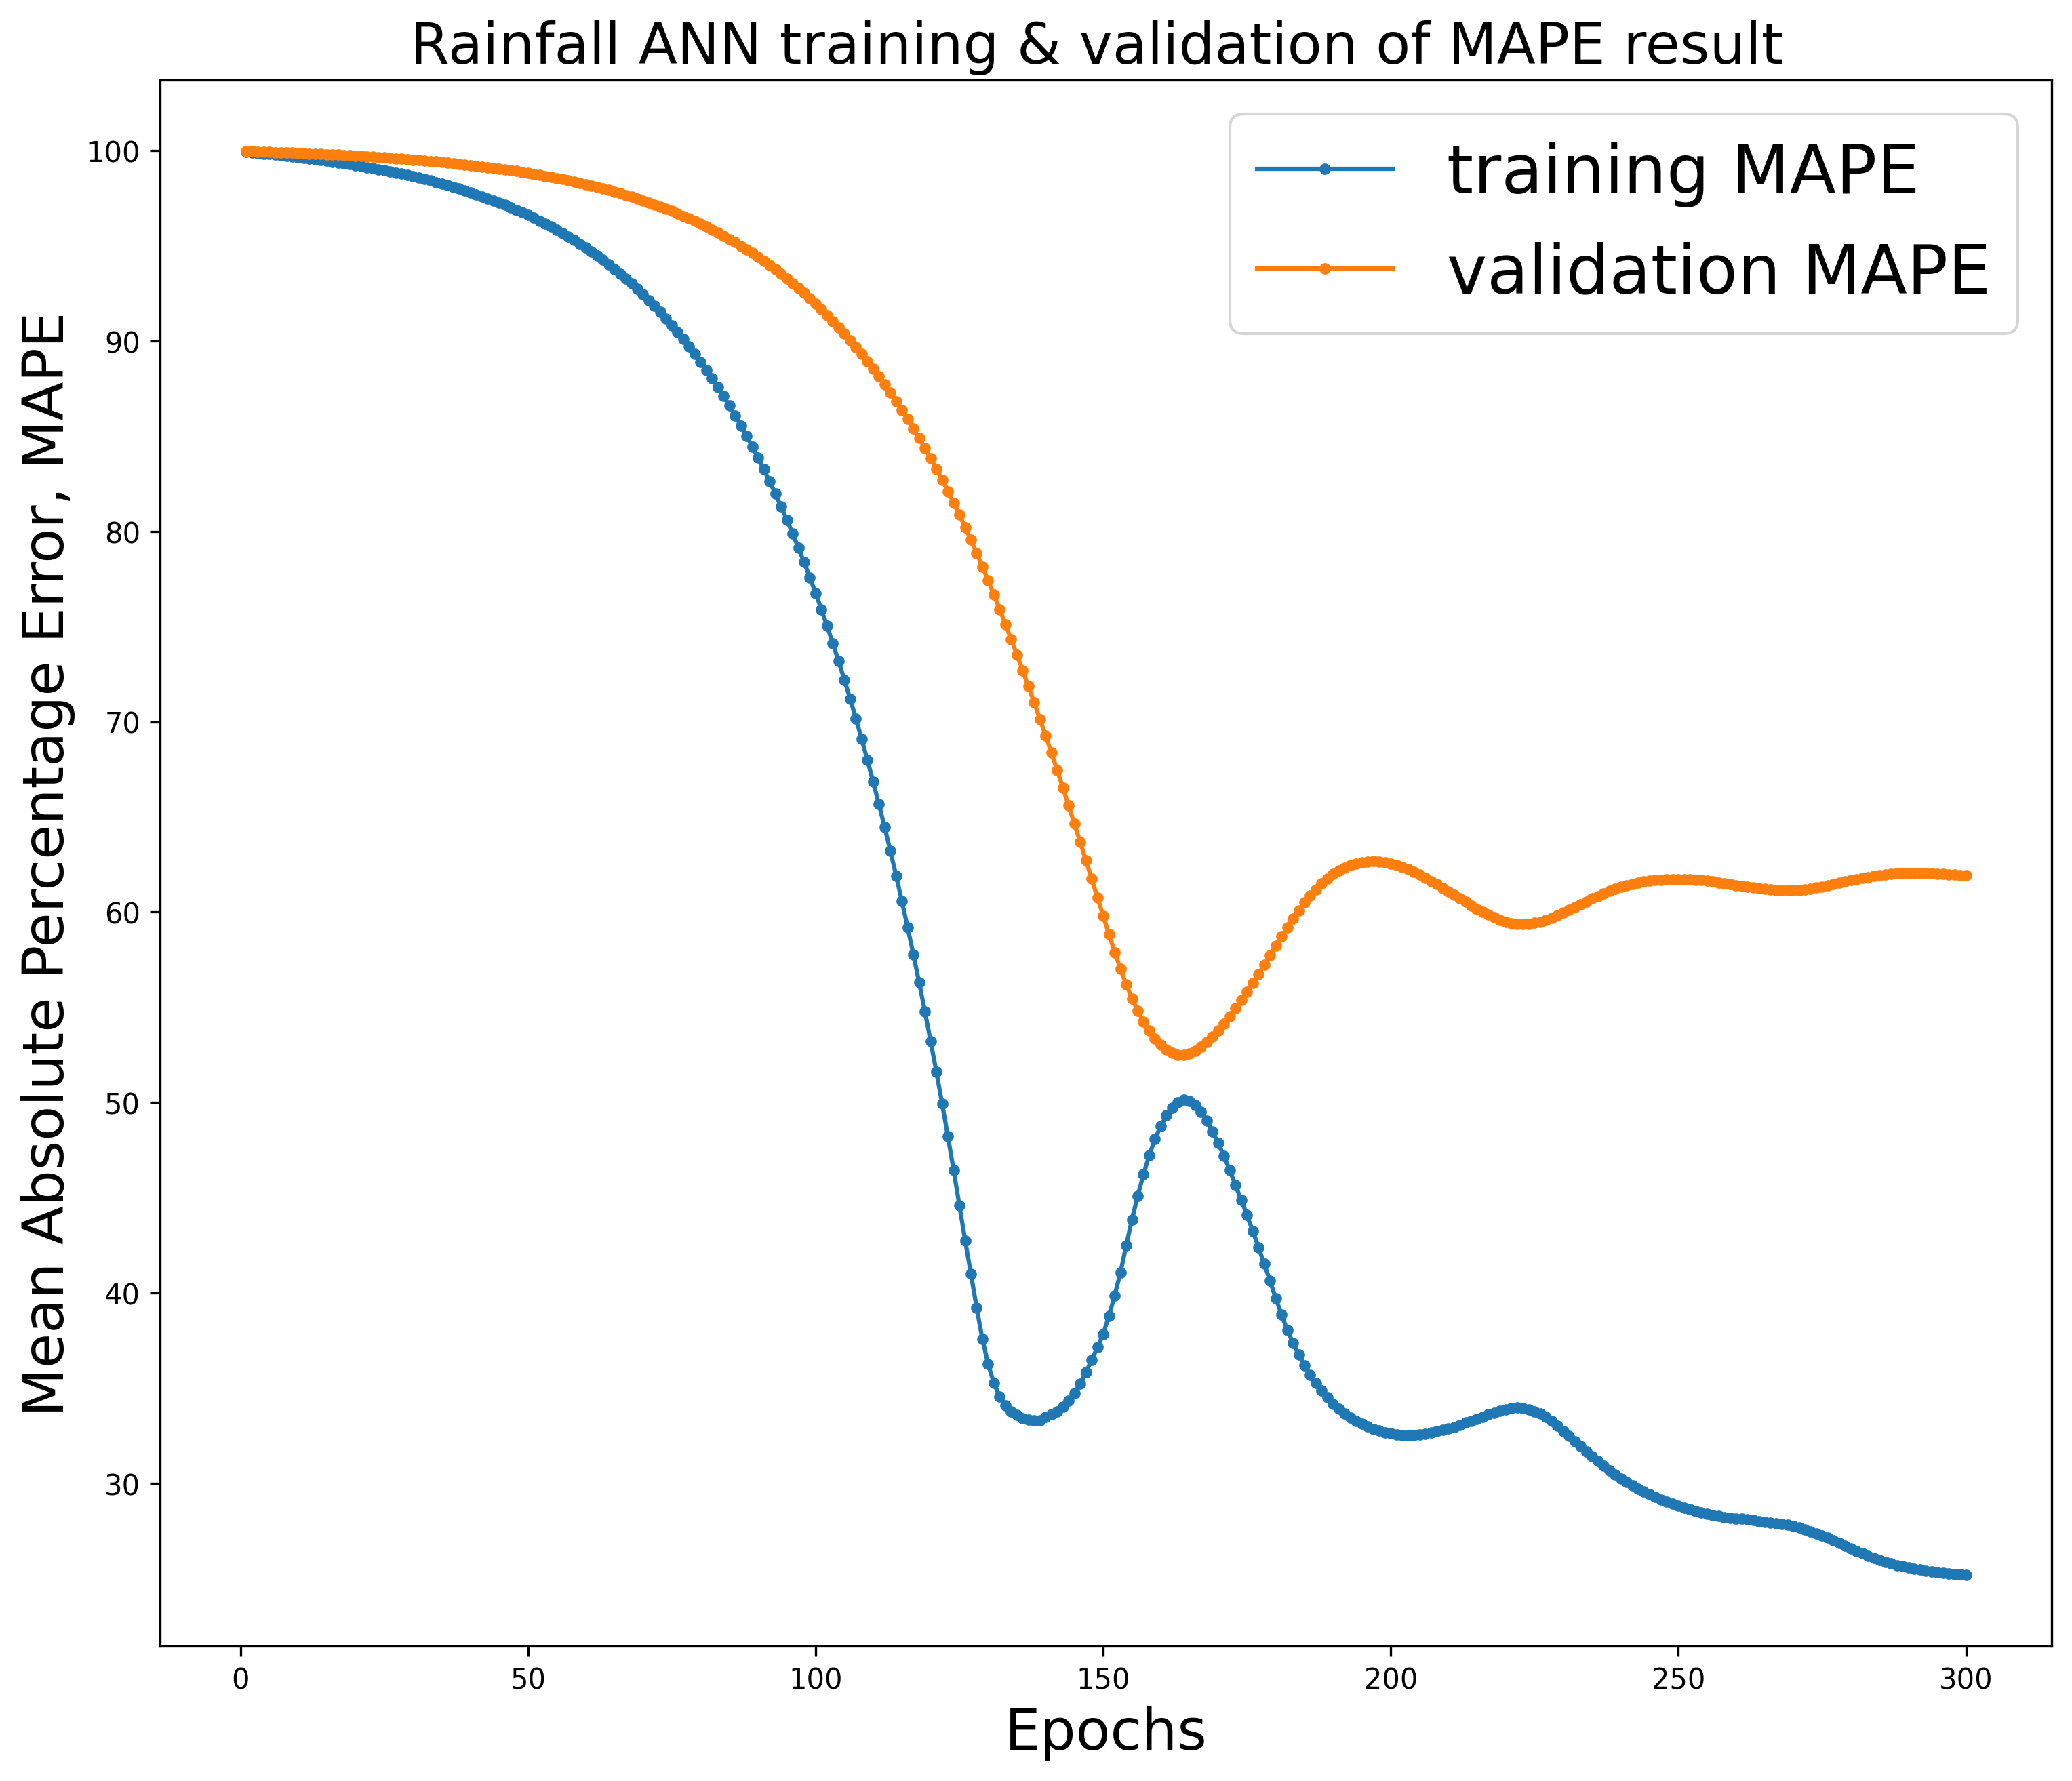 Rainfall ANN training & validation of MAPE result
training MAPE
validation MAPE
Mean Absolute Percentage Error, MAPE
100
90
80
70
60
50
40
30
0 50 100 150 200 250 300
Epochs